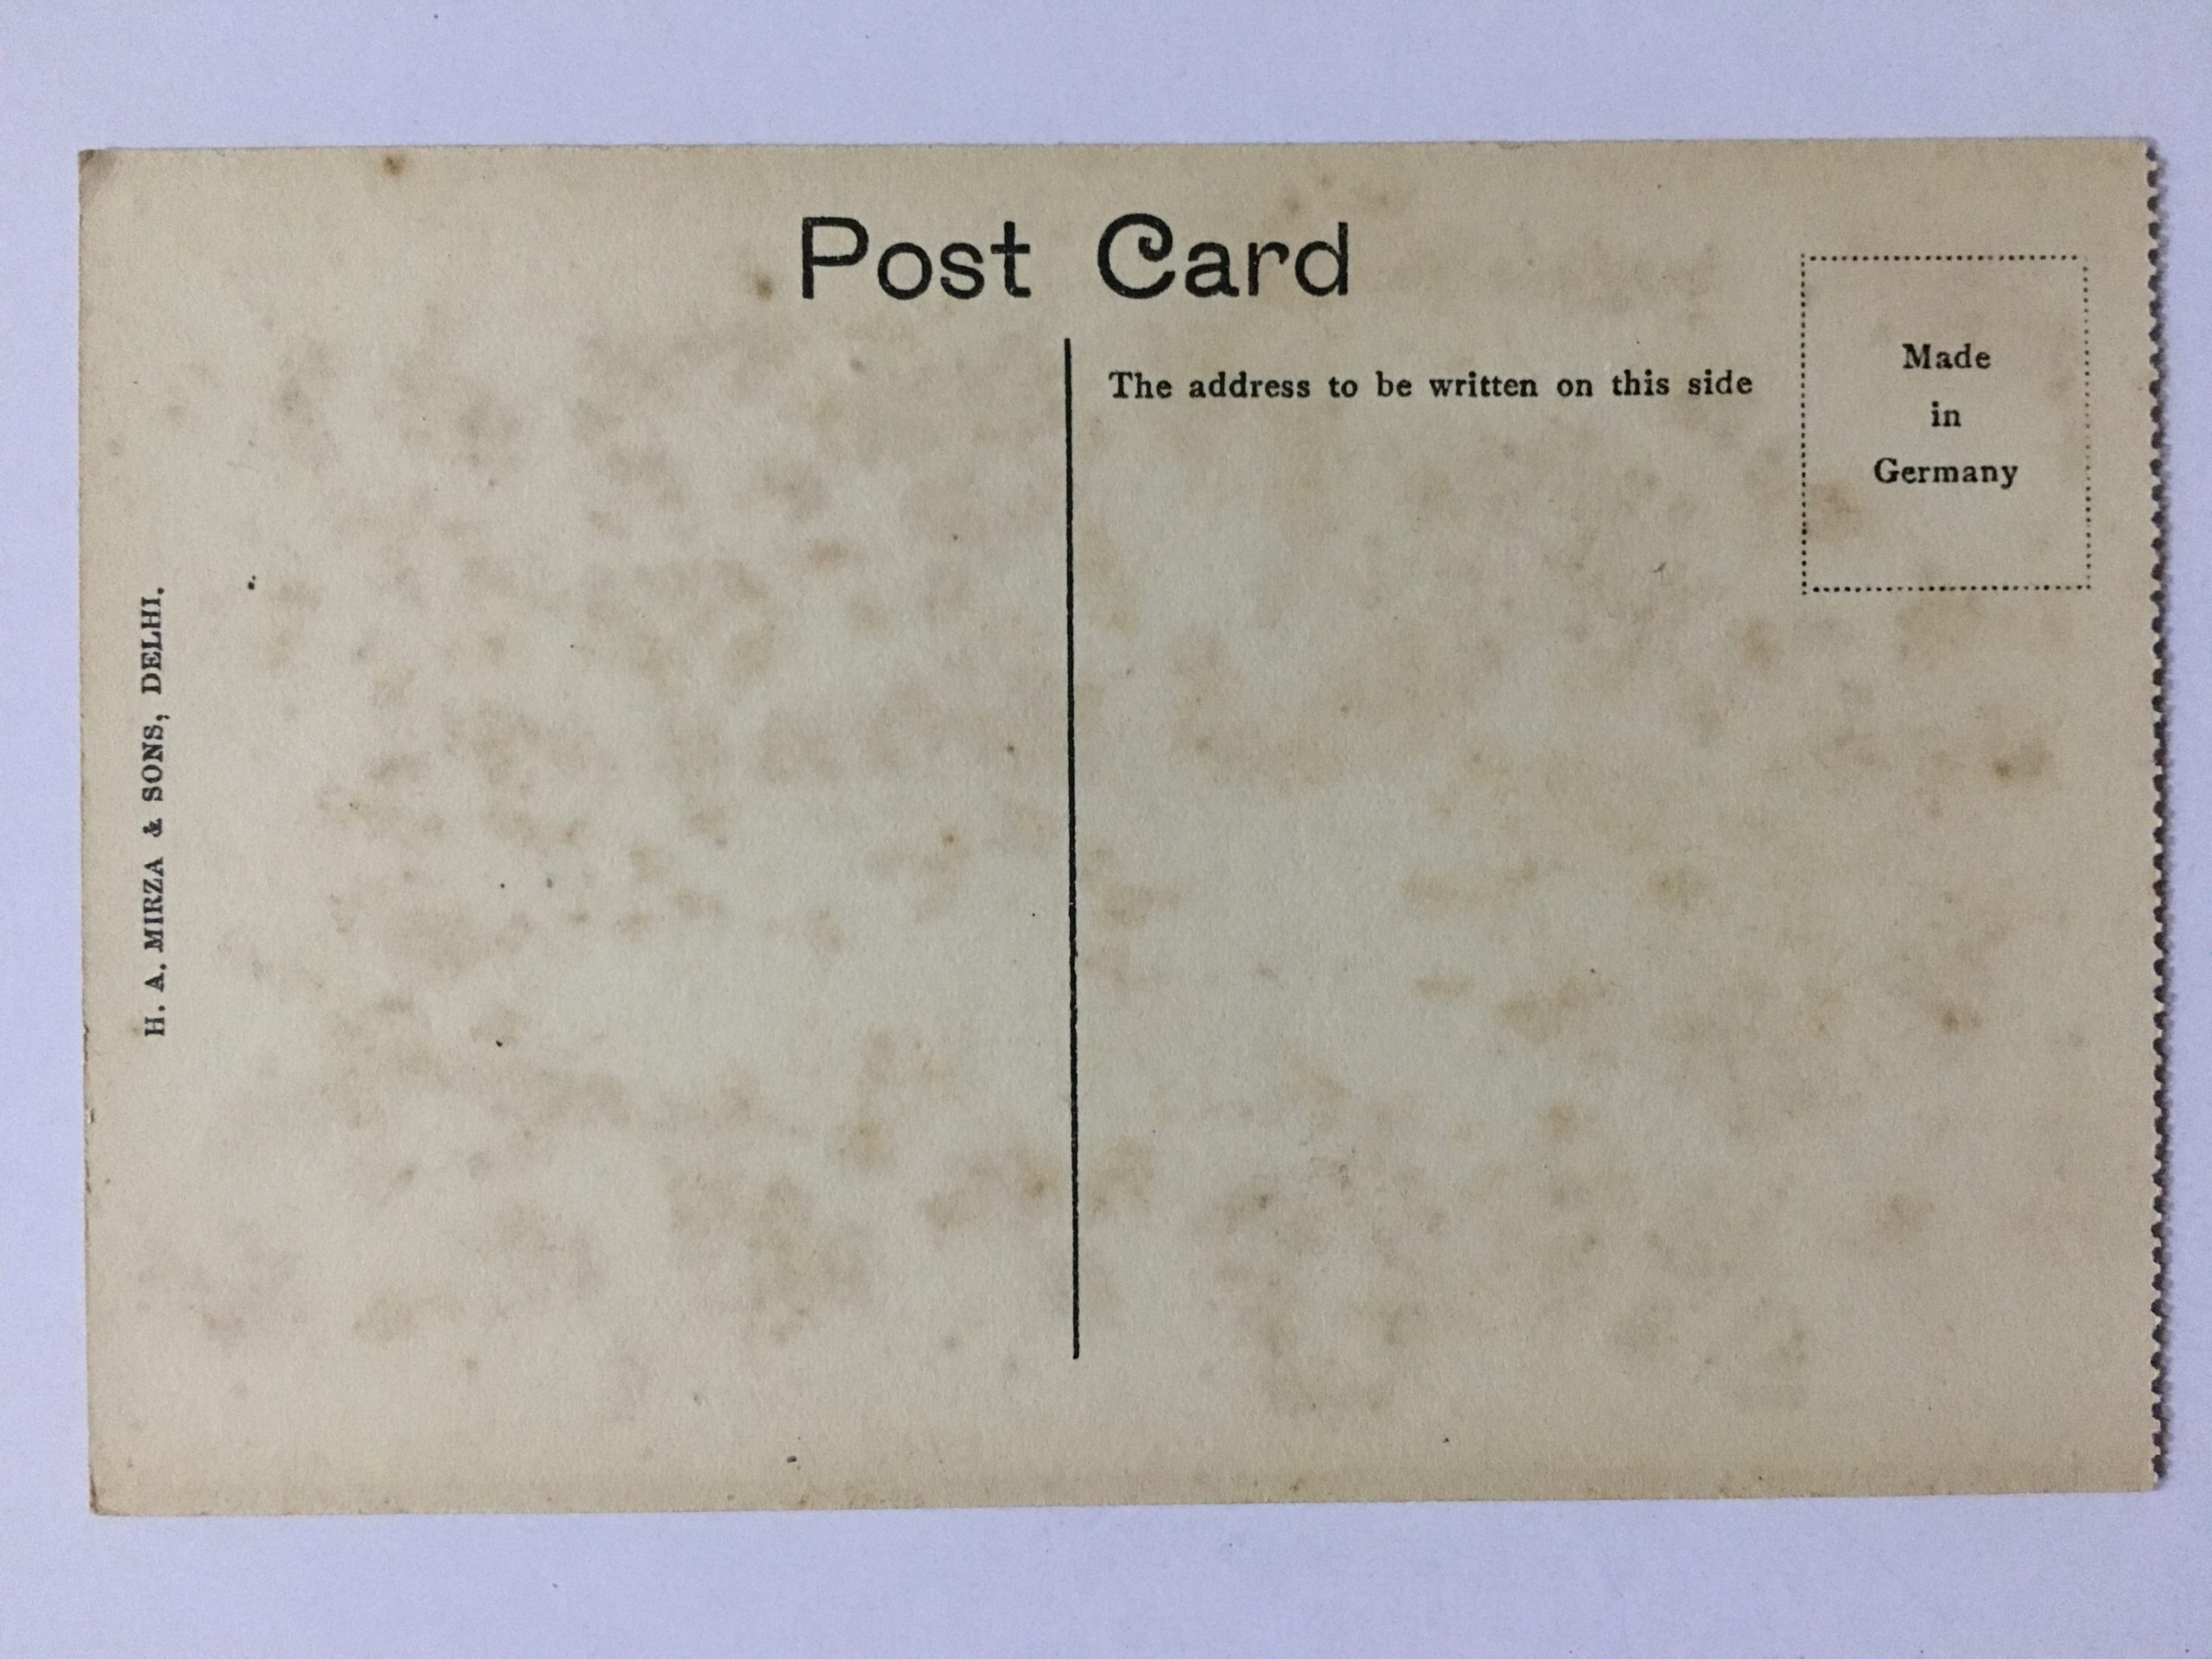 Post Card
The address to be written on this side
Made
in
Germany
H. A. MIRZA & SONS, DELHI.